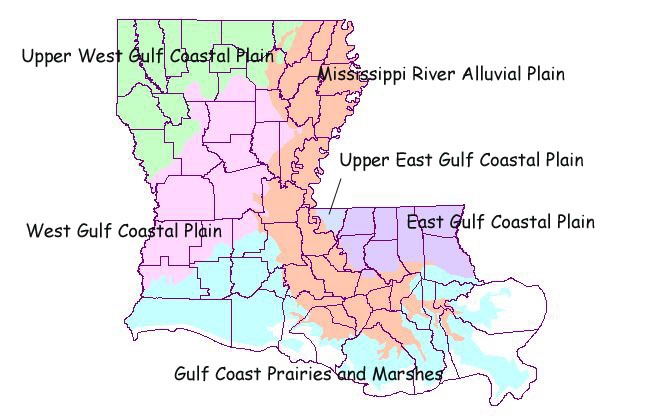 Upper West Gulf Coastal Plain
Mississippi River Alluvial Plain
Upper East Gulf Coastal Plain
East Gulf Coastal Plain
West Gulf Coastal Plain
Gulf Coast Prairies and Marshes